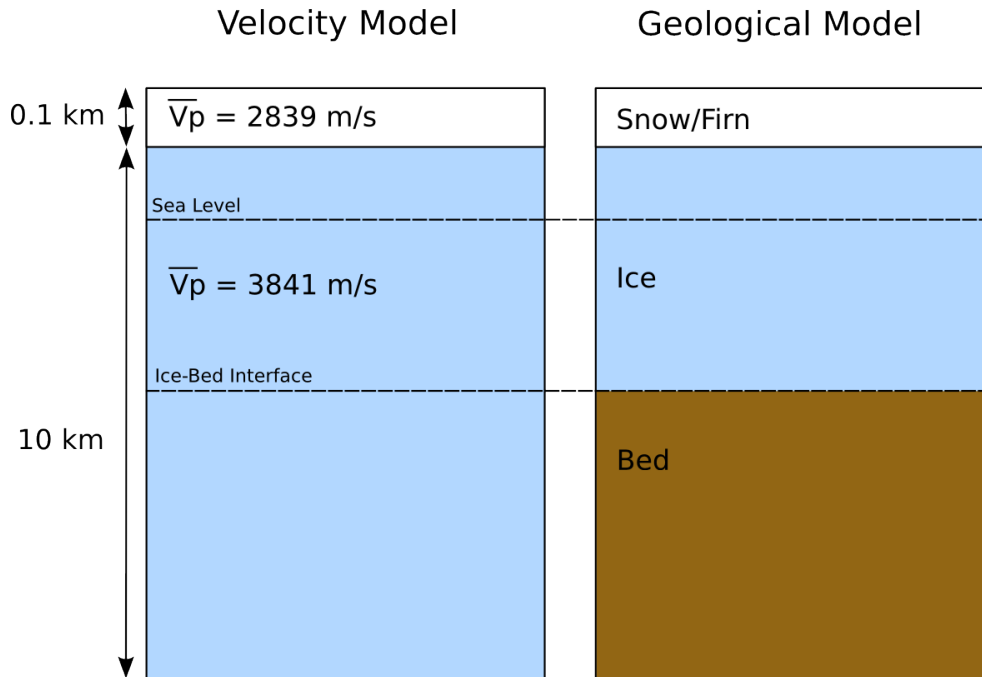 Velocity Model
Geological Model
0.1 km
V̅p̅ = 2839 m/s
Snow/Firn
Sea Level
V̅p̅ = 3841 m/s
Ice
Ice-Bed Interface
10 km
Bed